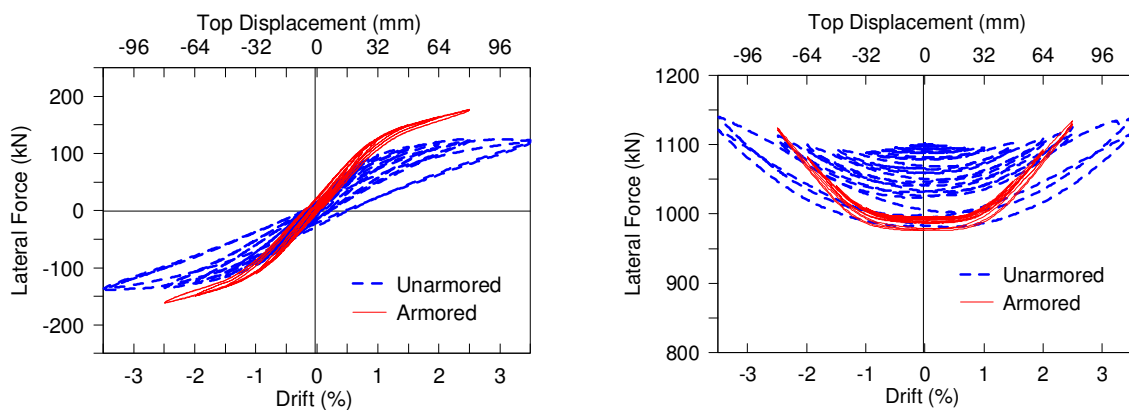 Top Displacement (mm)
-96 -64 -32 0 32 64 96
200
100
0
-100
-200
Lateral Force (kN)
Unarmored
Armored
-3 -2 -1 0 1 2 3
Drift (%)
Top Displacement (mm)
-96 -64 -32 0 32 64 96
1200
1100
1000
900
800
Lateral Force (kN)
Unarmored
Armored
-3 -2 -1 0 1 2 3
Drift (%)